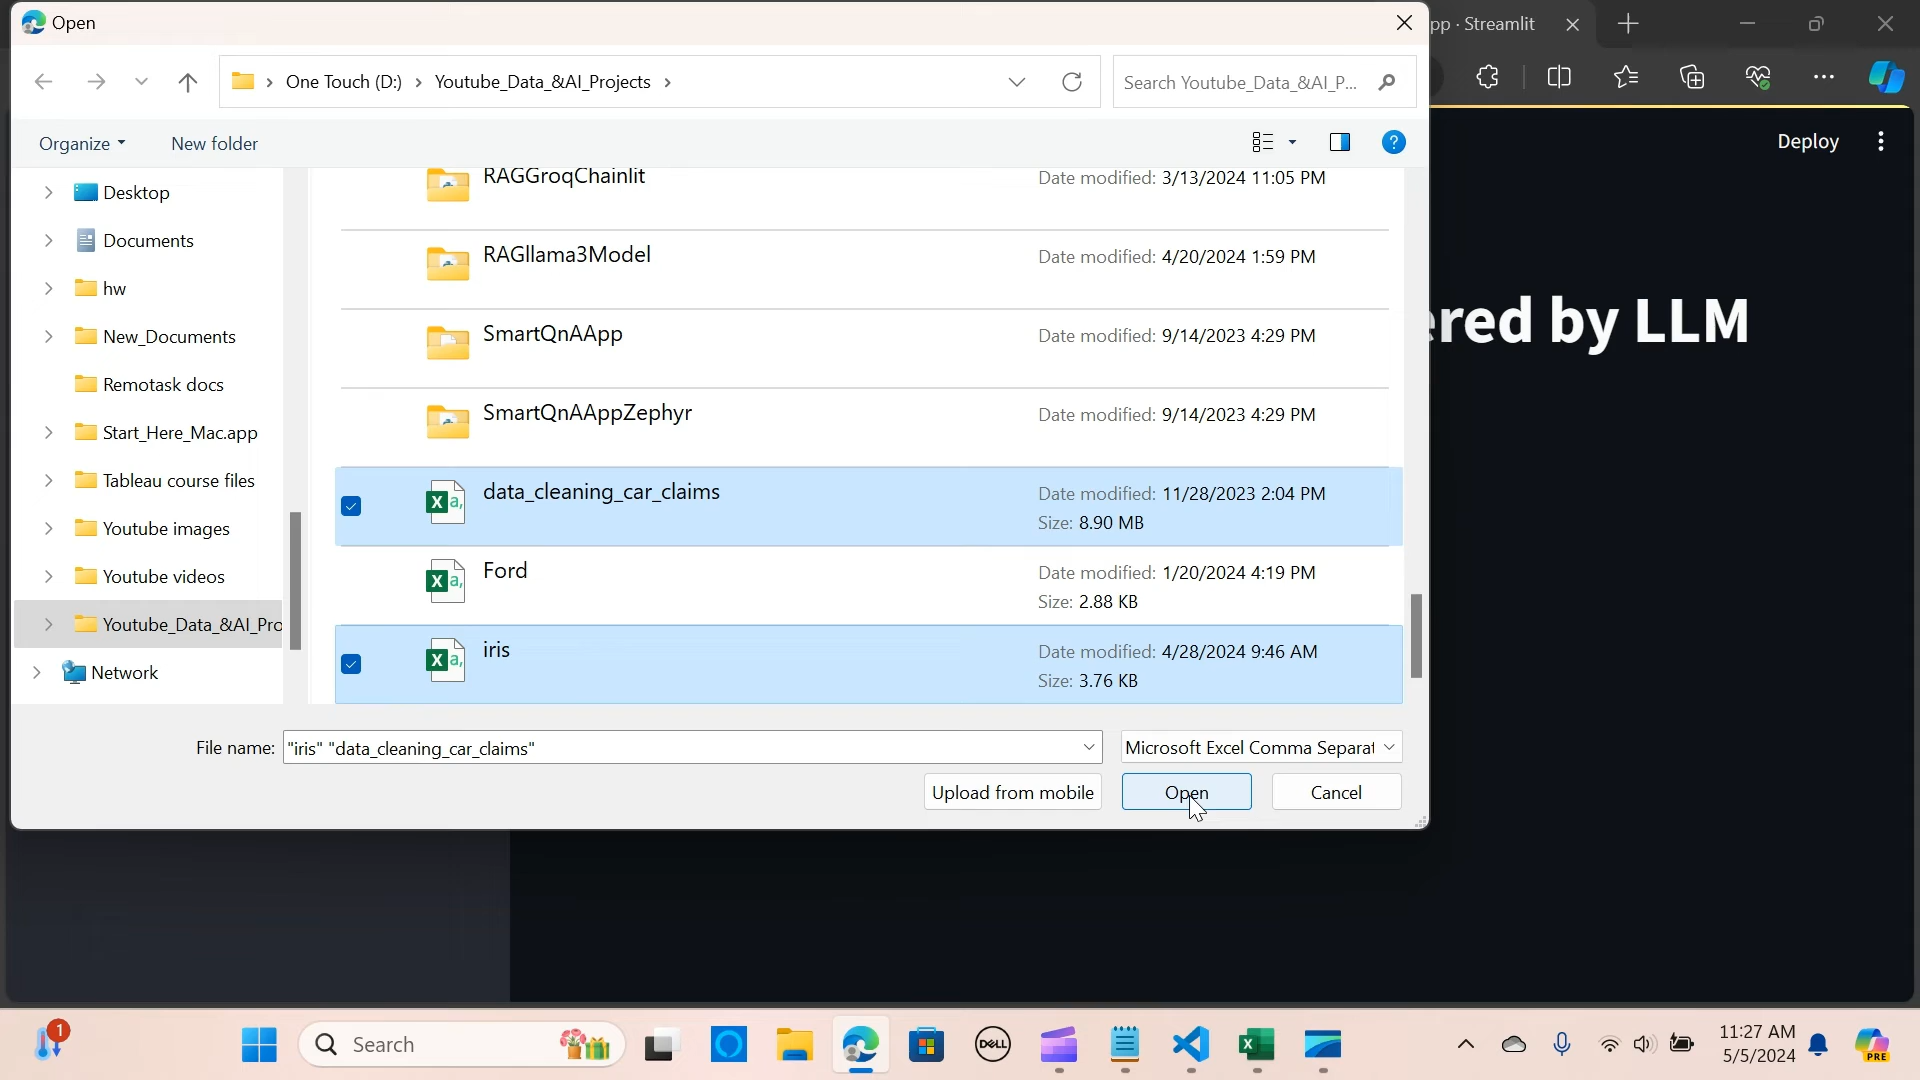 Open
pp · Streamlit
One Touch (D:) > Youtube_Data_&AI_Projects >
Search Youtube_Data_&AI_P...
Organize
New folder
Deploy
Desktop
Documents
hw
New_Documents
Remotask docs
Start_Here_Mac.app
Tableau course files
Youtube images
Youtube videos
Youtube_Data_&AI_Pro
Network
RAGGroqChainlit
Date modified: 3/13/2024 11:05 PM
RAGllama3Model
Date modified: 4/20/2024 1:59 PM
SmartQnAApp
Date modified: 9/14/2023 4:29 PM
SmartQnAAppZephyr
Date modified: 9/14/2023 4:29 PM
data_cleaning_car_claims
Date modified: 11/28/2023 2:04 PM
Size: 8.90 MB
Ford
Date modified: 1/20/2024 4:19 PM
Size: 2.88 KB
iris
Date modified: 4/28/2024 9:46 AM
Size: 3.76 KB
ered by LLM
File name: "iris" "data_cleaning_car_claims"
Microsoft Excel Comma Separat
Upload from mobile
Open
Cancel
1
Search
DELL
11:27 AM
5/5/2024
PRE